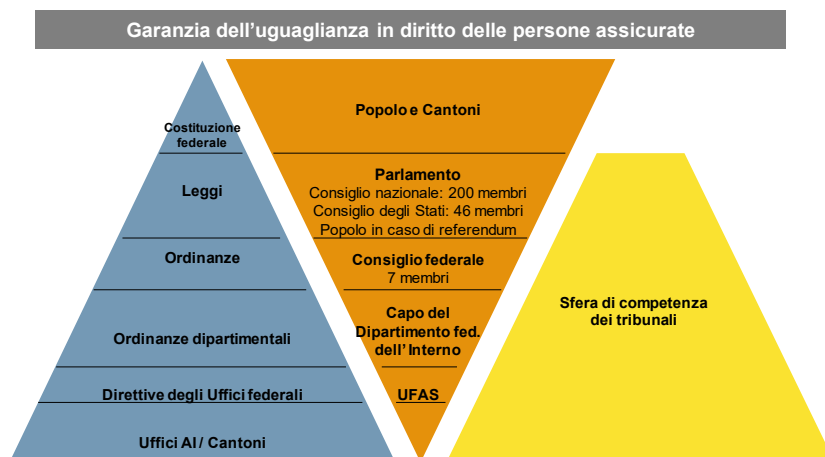 Garanzia dell'uguaglianza in diritto delle persone assicurate
Costituzione
federale
Leggi
Ordinanze
Ordinanze dipartimentali
Direttive degli Uffici federali
Uffici AI / Cantoni
Popolo e Cantoni
Parlamento
Consiglio nazionale: 200 membri
Consiglio degli Stati: 46 membri
Popolo in caso di referendum
Consiglio federale
7 membri
Capo del
Dipartimento fed.
dell'Interno
UFAS
Sfera di competenza
dei tribunali